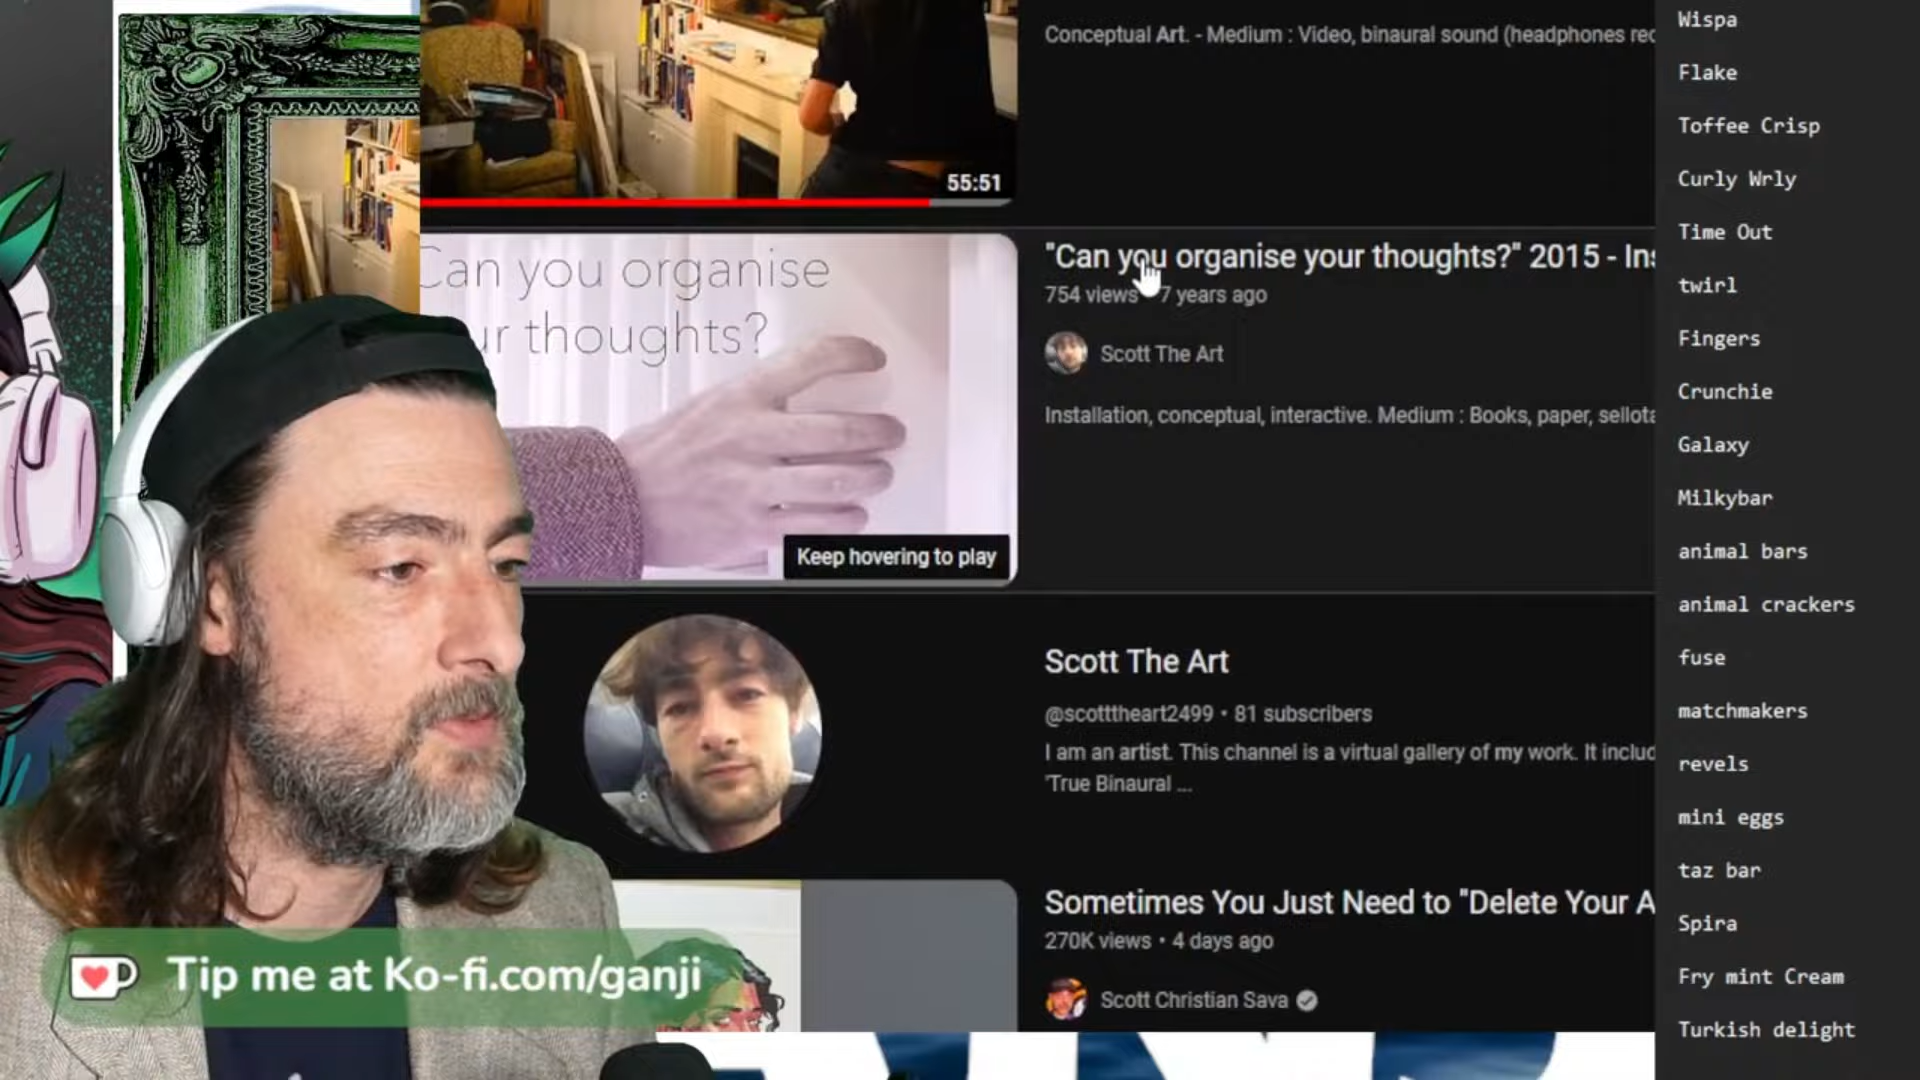 Conceptual Art. - Medium : Video, binaural sound (headphones rec
55:51
Can you organise
ur thoughts?
Keep hovering to play
"Can you organise your thoughts?" 2015 - Ins
754 views • 7 years ago
Scott The Art
Installation, conceptual, interactive. Medium : Books, paper, sellota
Scott The Art
@scotttheart2499 • 81 subscribers
I am an artist. This channel is a virtual gallery of my work. It includ
'True Binaural ...
Sometimes You Just Need to "Delete Your A
270K views • 4 days ago
Scott Christian Sava
Tip me at Ko-fi.com/ganji
Wispa
Flake
Toffee Crisp
Curly Wrly
Time Out
twirl
Fingers
Crunchie
Galaxy
Milkybar
animal bars
animal crackers
fuse
matchmakers
revels
mini eggs
taz bar
Spira
Fry mint Cream
Turkish delight